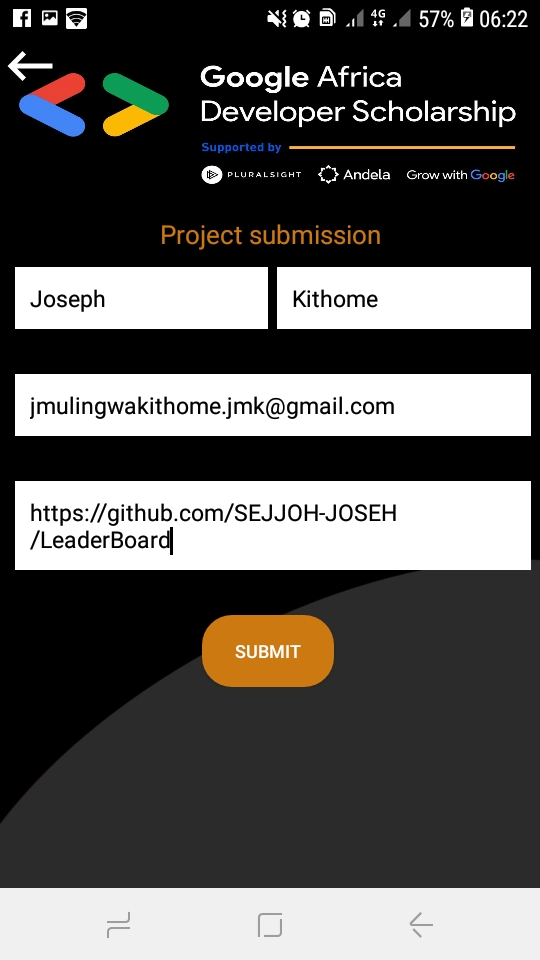 4G 57% 06:22
Google Africa
Developer Scholarship
Supported by
PLURALSIGHT Andela Grow with Google
Project submission
Joseph Kithome
jmulingwakithome.jmk@gmail.com
https://github.com/SEJJOH-JOSEH
/LeaderBoard
SUBMIT